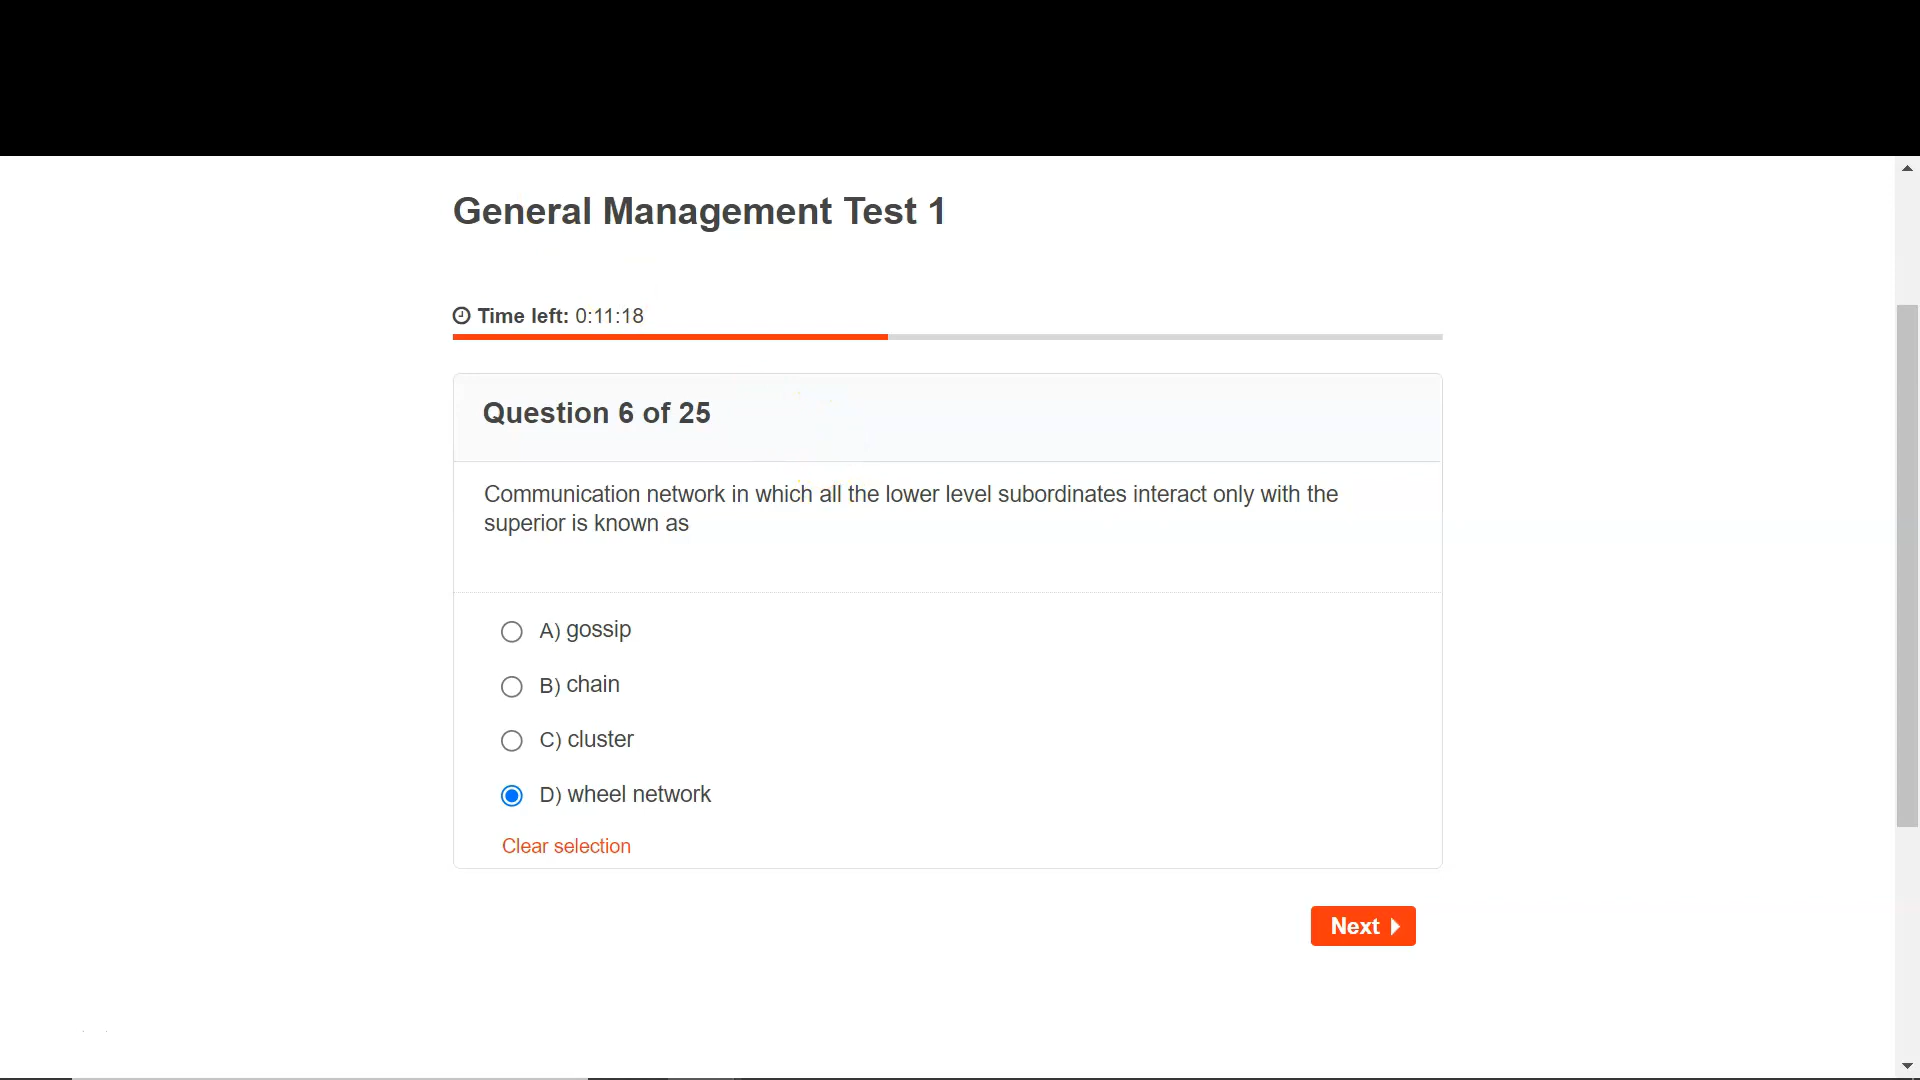 General Management Test 1
Time left: 0:11:18
Question 6 of 25
Communication network in which all the lower level subordinates interact only with the
superior is known as
A) gossip
B) chain
C) cluster
D) wheel network
Clear selection
Next